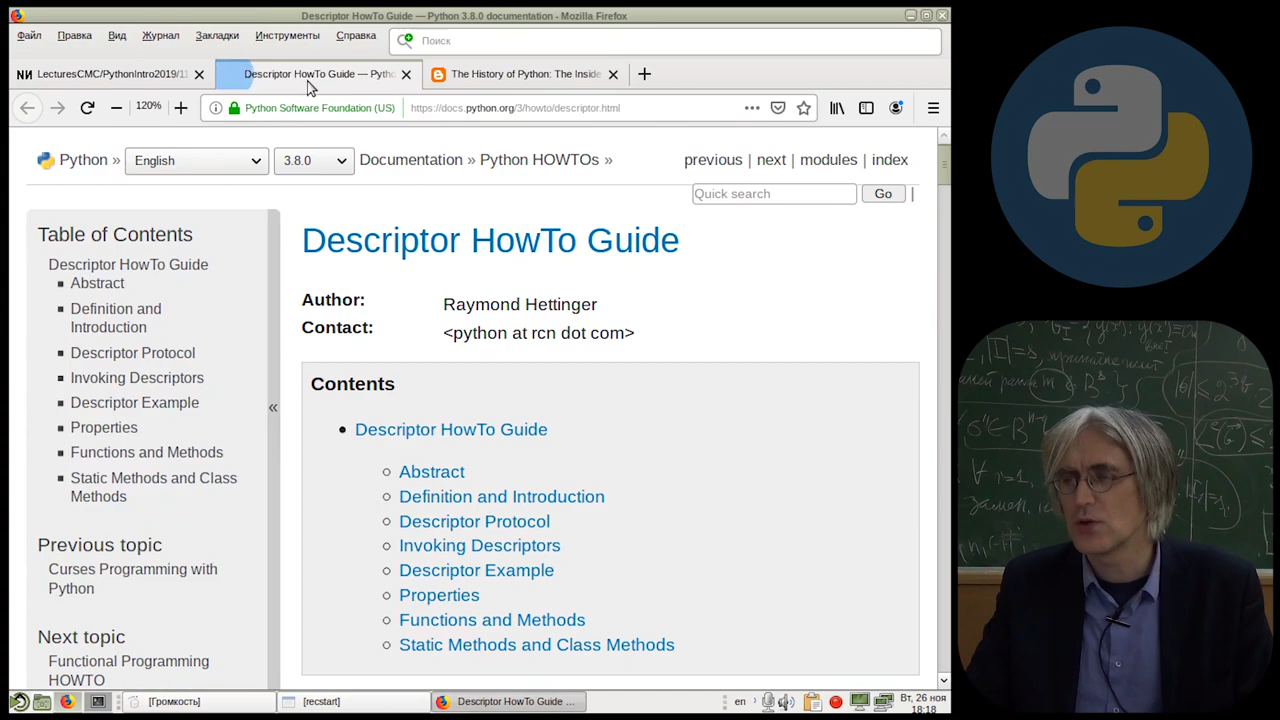 Descriptor HowTo Guide — Python 3.8.0 documentation - Mozilla Firefox
Файл Правка Вид Журнал Закладки Инструменты Справка
Поиск
LecturesCMC/PythonIntro2019/11
Descriptor HowTo Guide — Pytho
The History of Python: The Inside
120%
Python Software Foundation (US)
https://docs.python.org/3/howto/descriptor.html
Python »
English
3.8.0
Documentation » Python HOWTOs »
previous | next | modules | index
Quick search
Go |
Table of Contents
Descriptor HowTo Guide
Abstract
Definition and
Introduction
Descriptor Protocol
Invoking Descriptors
Descriptor Example
Properties
Functions and Methods
Static Methods and Class
Methods
Previous topic
Curses Programming with
Python
Next topic
Functional Programming
HOWTO
«
Descriptor HowTo Guide
Author: Raymond Hettinger
Contact: <python at rcn dot com>
Contents
Descriptor HowTo Guide
Abstract
Definition and Introduction
Descriptor Protocol
Invoking Descriptors
Descriptor Example
Properties
Functions and Methods
Static Methods and Class Methods
[Громкость]
[recstart]
Descriptor HowTo Guide ...
en
Вт, 26 ноя
18:18